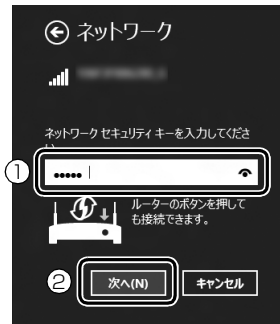 ネットワーク
ネットワーク セキュリティ キーを入力してくださ
い
①
•••••
ルーターのボタンを押して
も接続できます。
②
次へ(N)
キャンセル